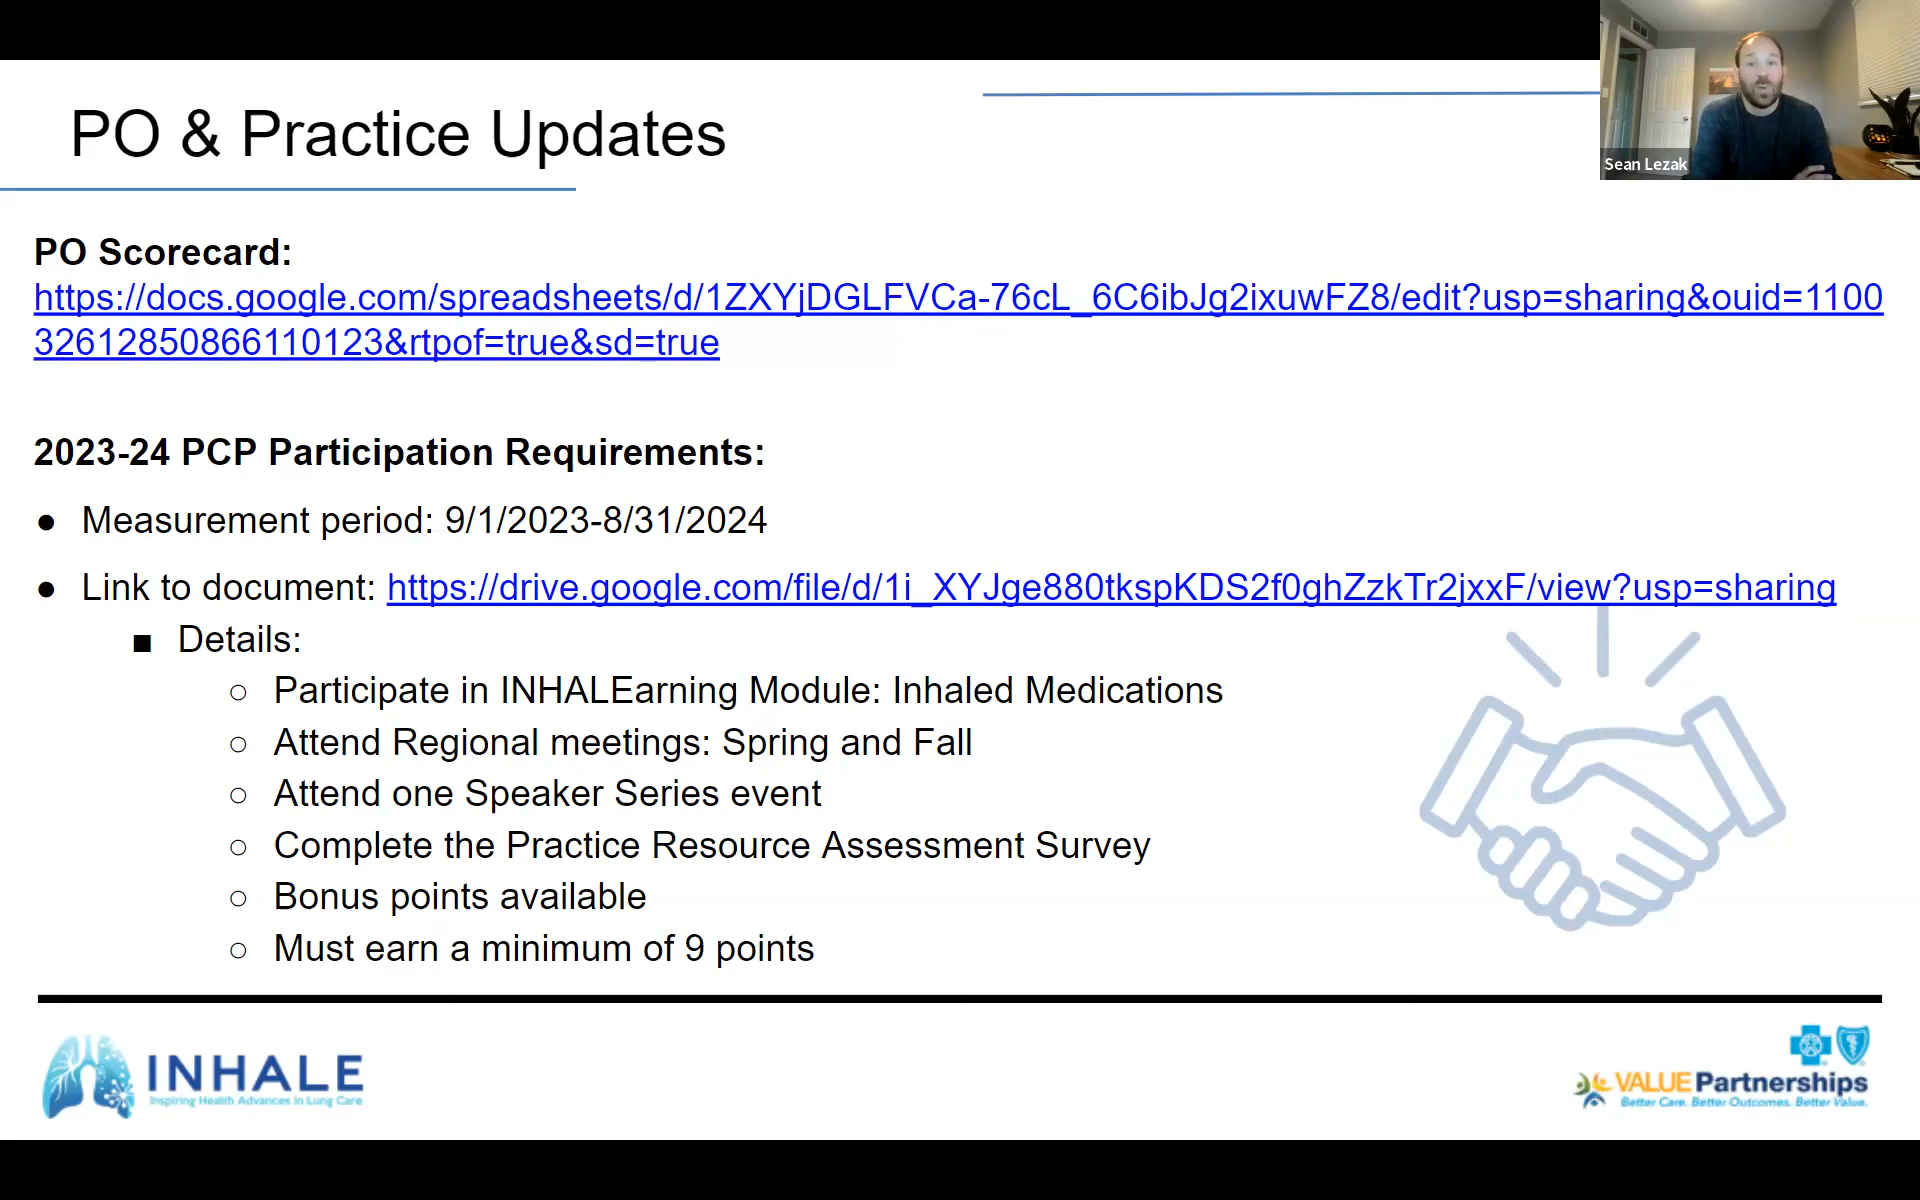 PO & Practice Updates
Sean Lezak
PO Scorecard:
https://docs.google.com/spreadsheets/d/1ZXYjDGLFVCa-76cL_6C6ibJg2ixuwFZ8/edit?usp=sharing&ouid=1100
32612850866110123&rtpof=true&sd=true
2023-24 PCP Participation Requirements:
● Measurement period: 9/1/2023-8/31/2024
● Link to document: https://drive.google.com/file/d/1i_XYJge880tkspKDS2f0ghZzkTr2jxxF/view?usp=sharing
■ Details:
○ Participate in INHALEarning Module: Inhaled Medications
○ Attend Regional meetings: Spring and Fall
○ Attend one Speaker Series event
○ Complete the Practice Resource Assessment Survey
○ Bonus points available
○ Must earn a minimum of 9 points
INHALE
Inspiring Health Advances in Lung Care
VALUE Partnerships
Better Care. Better Outcomes. Better Value.